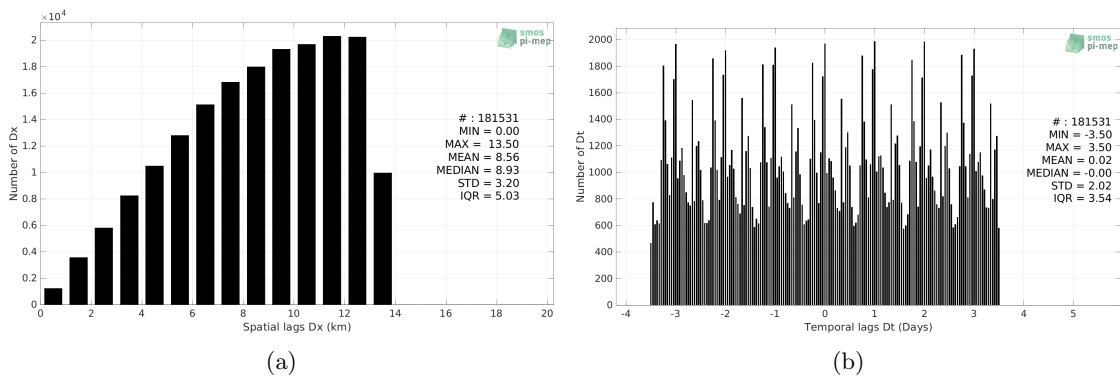 ×10⁴
2
1.8
1.6
1.4
1.2
1
0.8
0.6
0.4
0.2
0
Number of Dx
0 2 4 6 8 10 12 14 16 18 20
Spatial lags Dx (km)
smos
pi-mep
# : 181531
MIN = 0.00
MAX = 13.50
MEAN = 8.56
MEDIAN = 8.93
STD = 3.20
IQR = 5.03
(a)
2000
1800
1600
1400
1200
1000
800
600
400
200
0
Number of Dt
-4 -3 -2 -1 0 1 2 3 4 5
Temporal lags Dt (Days)
smos
pi-mep
# : 181531
MIN = -3.50
MAX = 3.50
MEAN = 0.02
MEDIAN = -0.00
STD = 2.02
IQR = 3.54
(b)